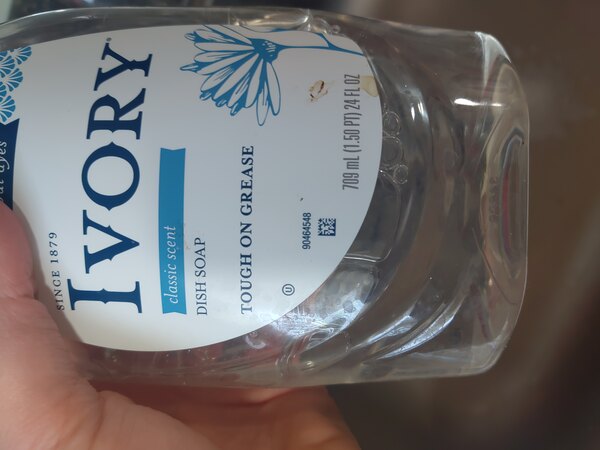 SINCE 1879
IVORY
classic scent
DISH SOAP
TOUGH ON GREASE
U
90464548
709 mL (1.50 PT) 24 FL OZ